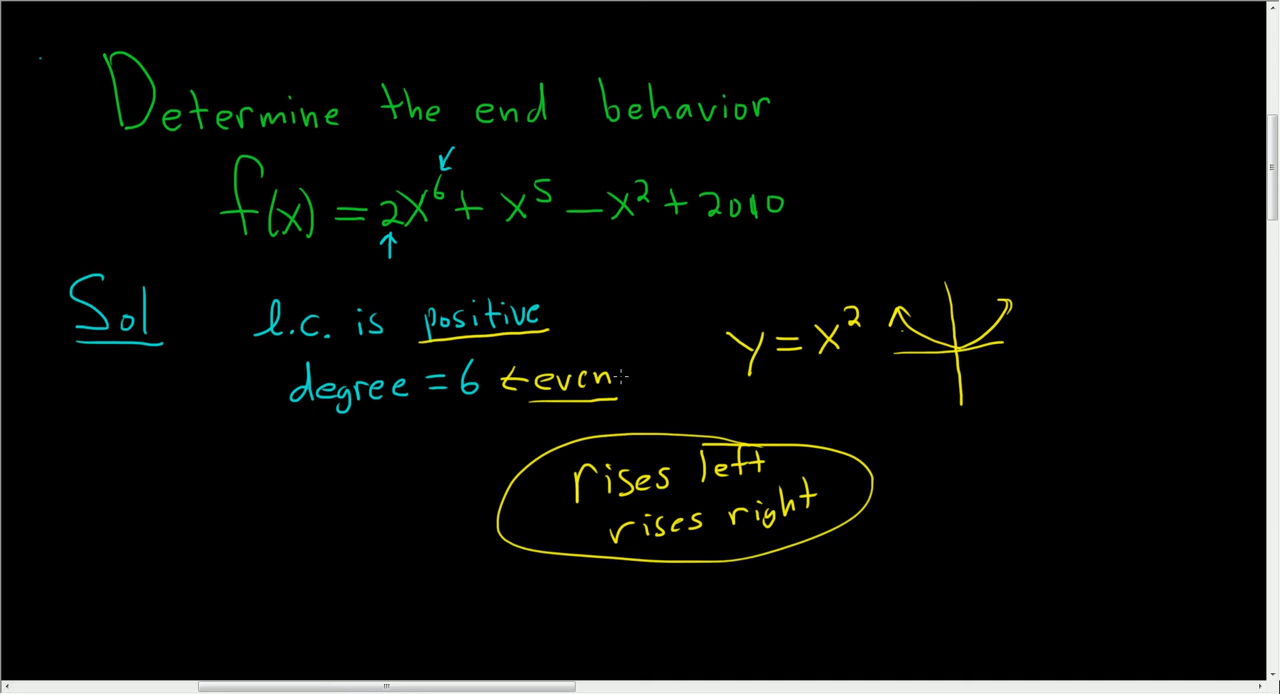 Determine the end behavior
f(x) = 2x⁶ + x⁵ − x² + 2010
Sol l.c. is positive
y = x²
degree = 6 ← even
rises left
rises right